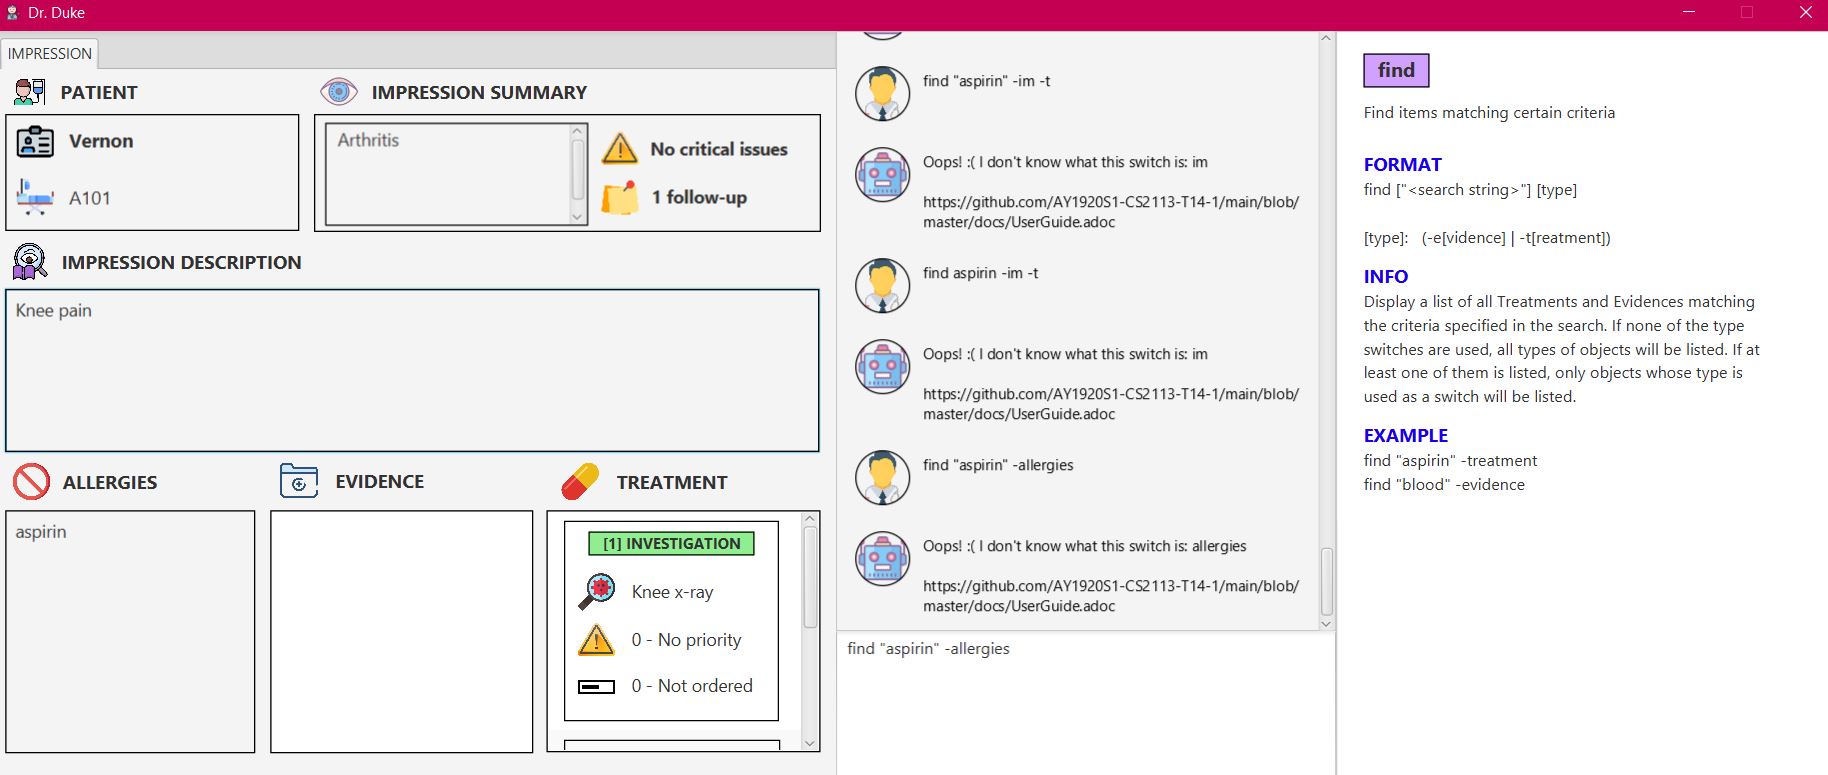 Dr. Duke
IMPRESSION
PATIENT
Vernon
A101
IMPRESSION SUMMARY
Arthritis
No critical issues
1 follow-up
IMPRESSION DESCRIPTION
Knee pain
ALLERGIES
aspirin
EVIDENCE
TREATMENT
[1] INVESTIGATION
Knee x-ray
0 - No priority
0 - Not ordered
find "aspirin" -im -t
Oops! :( I don't know what this switch is: im
https://github.com/AY1920S1-CS2113-T14-1/main/blob/
master/docs/UserGuide.adoc
find aspirin -im -t
Oops! :( I don't know what this switch is: im
https://github.com/AY1920S1-CS2113-T14-1/main/blob/
master/docs/UserGuide.adoc
find "aspirin" -allergies
Oops! :( I don't know what this switch is: allergies
https://github.com/AY1920S1-CS2113-T14-1/main/blob/
master/docs/UserGuide.adoc
find "aspirin" -allergies
find
Find items matching certain criteria
FORMAT
find ["<search string>"] [type]
[type]: (-e[vidence] | -t[reatment])
INFO
Display a list of all Treatments and Evidences matching
the criteria specified in the search. If none of the type
switches are used, all types of objects will be listed. If at
least one of them is listed, only objects whose type is
used as a switch will be listed.
EXAMPLE
find "aspirin" -treatment
find "blood" -evidence